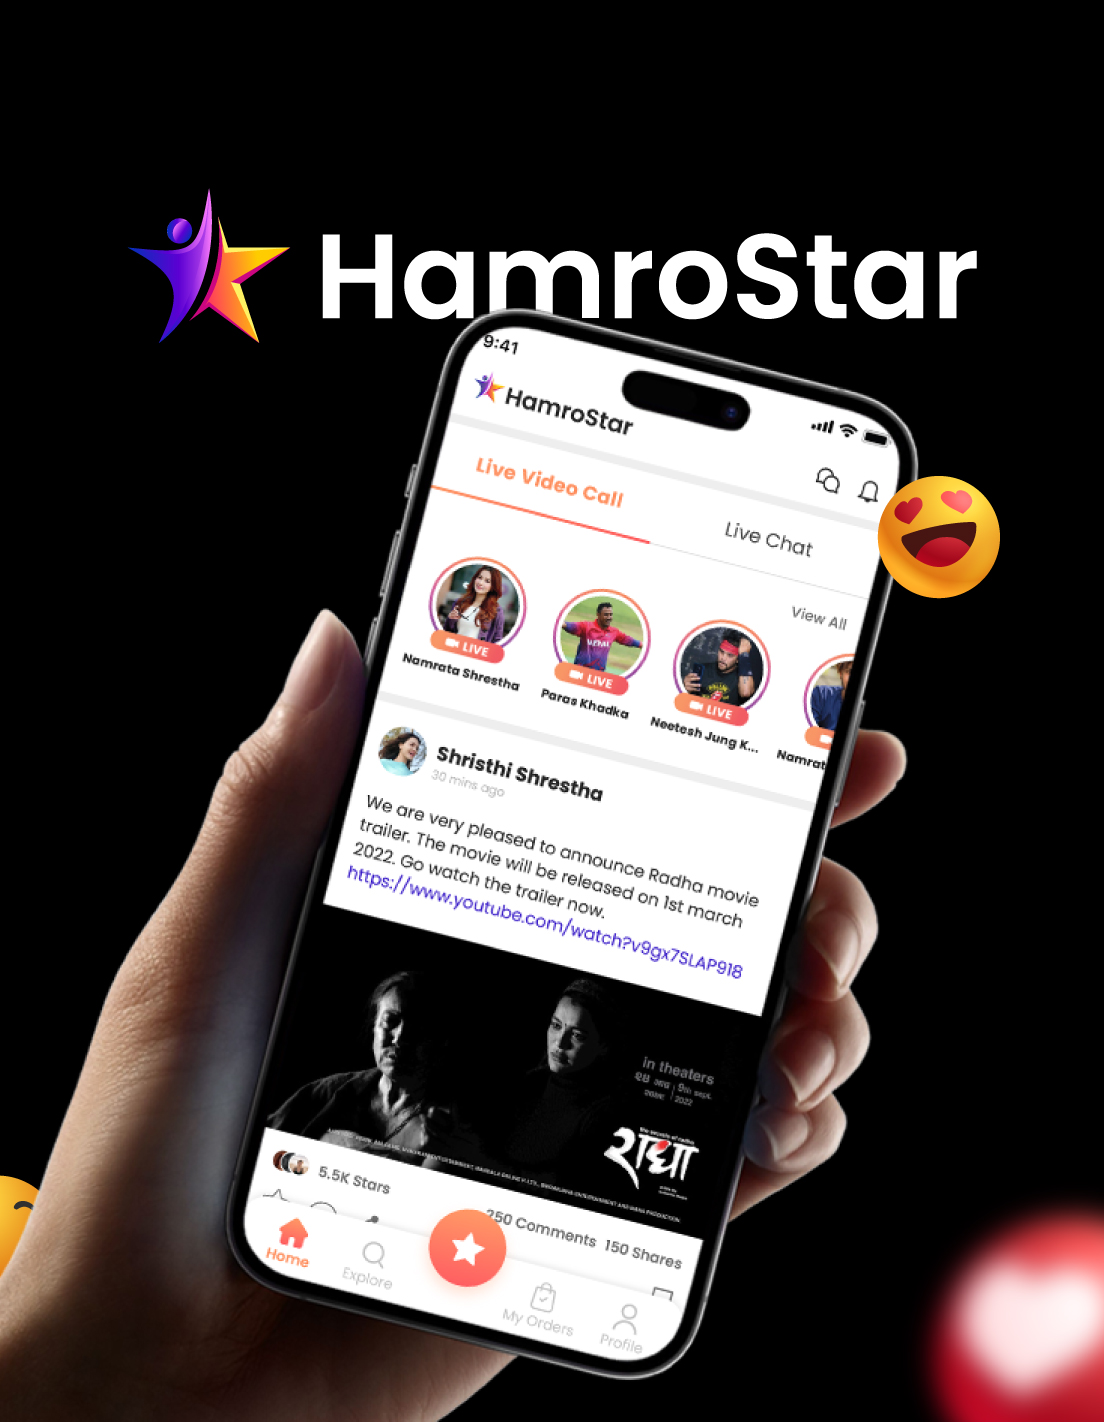 HamroStar
9:41
HamroStar
Live Video Call
Live Chat
View All
LIVE
LIVE
LIVE
Namrata Shrestha
Paras Khadka
Neetesh Jung K...
Namrat
Shristhi Shrestha
30 mins ago
We are very pleased to announce Radha movie
trailer. The movie will be released on 1st march
2022. Go watch the trailer now.
https://www.youtube.com/watch?v9gx7SLAP918
in theaters
9th sept.
2022
राधा
5.5K Stars
250 Comments
150 Shares
Home
Explore
My Orders
Profile